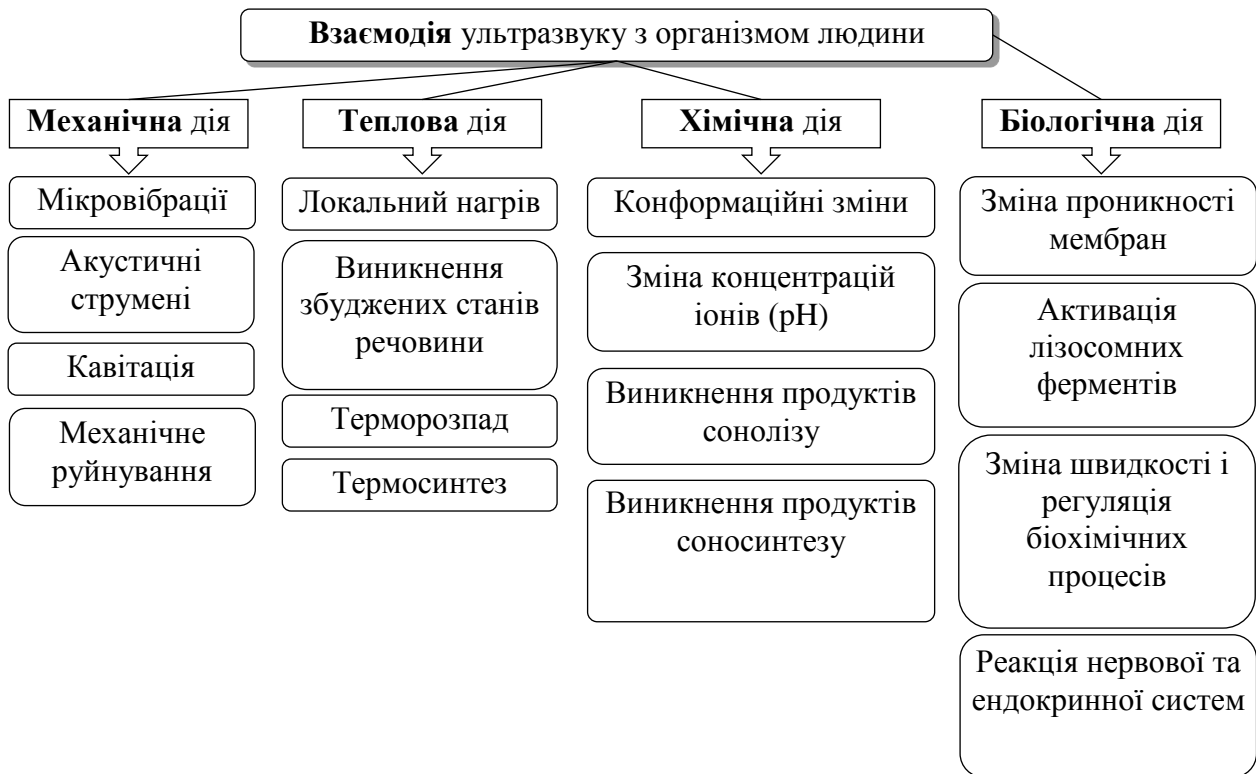 Взаємодія ультразвуку з організмом людини
Механічна дія
Мікровібрації
Акустичні
струмені
Кавітація
Механічне
руйнування
Теплова дія
Локальний нагрів
Виникнення
збуджених станів
речовини
Терморозпад
Термосинтез
Хімічна дія
Конформаційні зміни
Зміна концентрацій
іонів (рН)
Виникнення продуктів
сонолізу
Виникнення продуктів
соносинтезу
Біологічна дія
Зміна проникності
мембран
Активація
лізосомних
ферментів
Зміна швидкості і
регуляція
біохімічних
процесів
Реакція нервової та
ендокринної систем